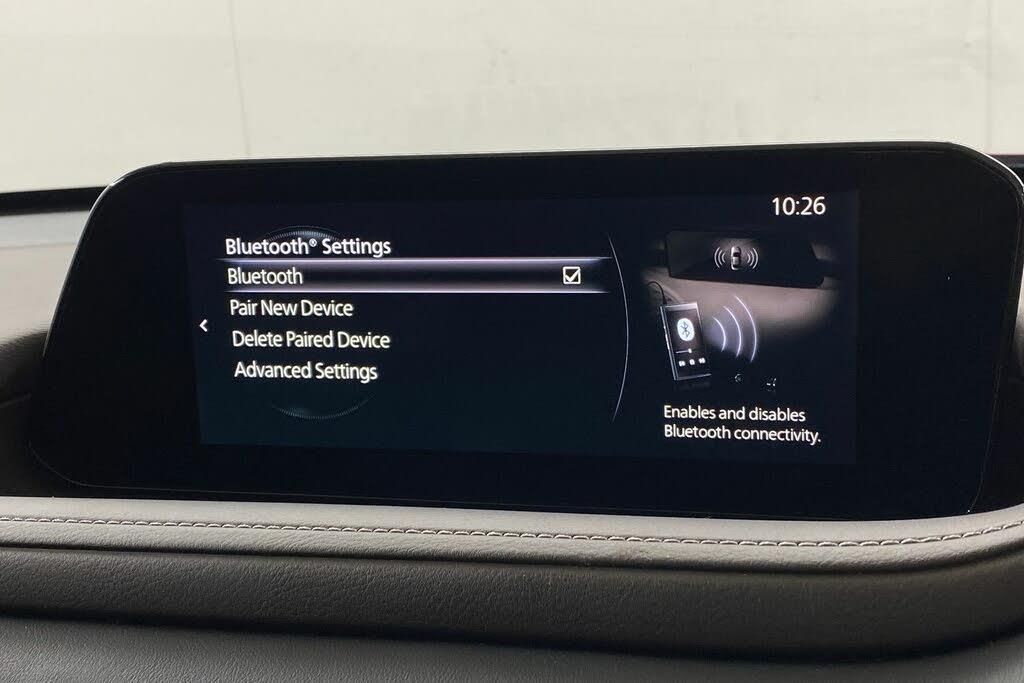 10:26
Bluetooth® Settings
Bluetooth
Pair New Device
Delete Paired Device
Advanced Settings
Enables and disables
Bluetooth connectivity.